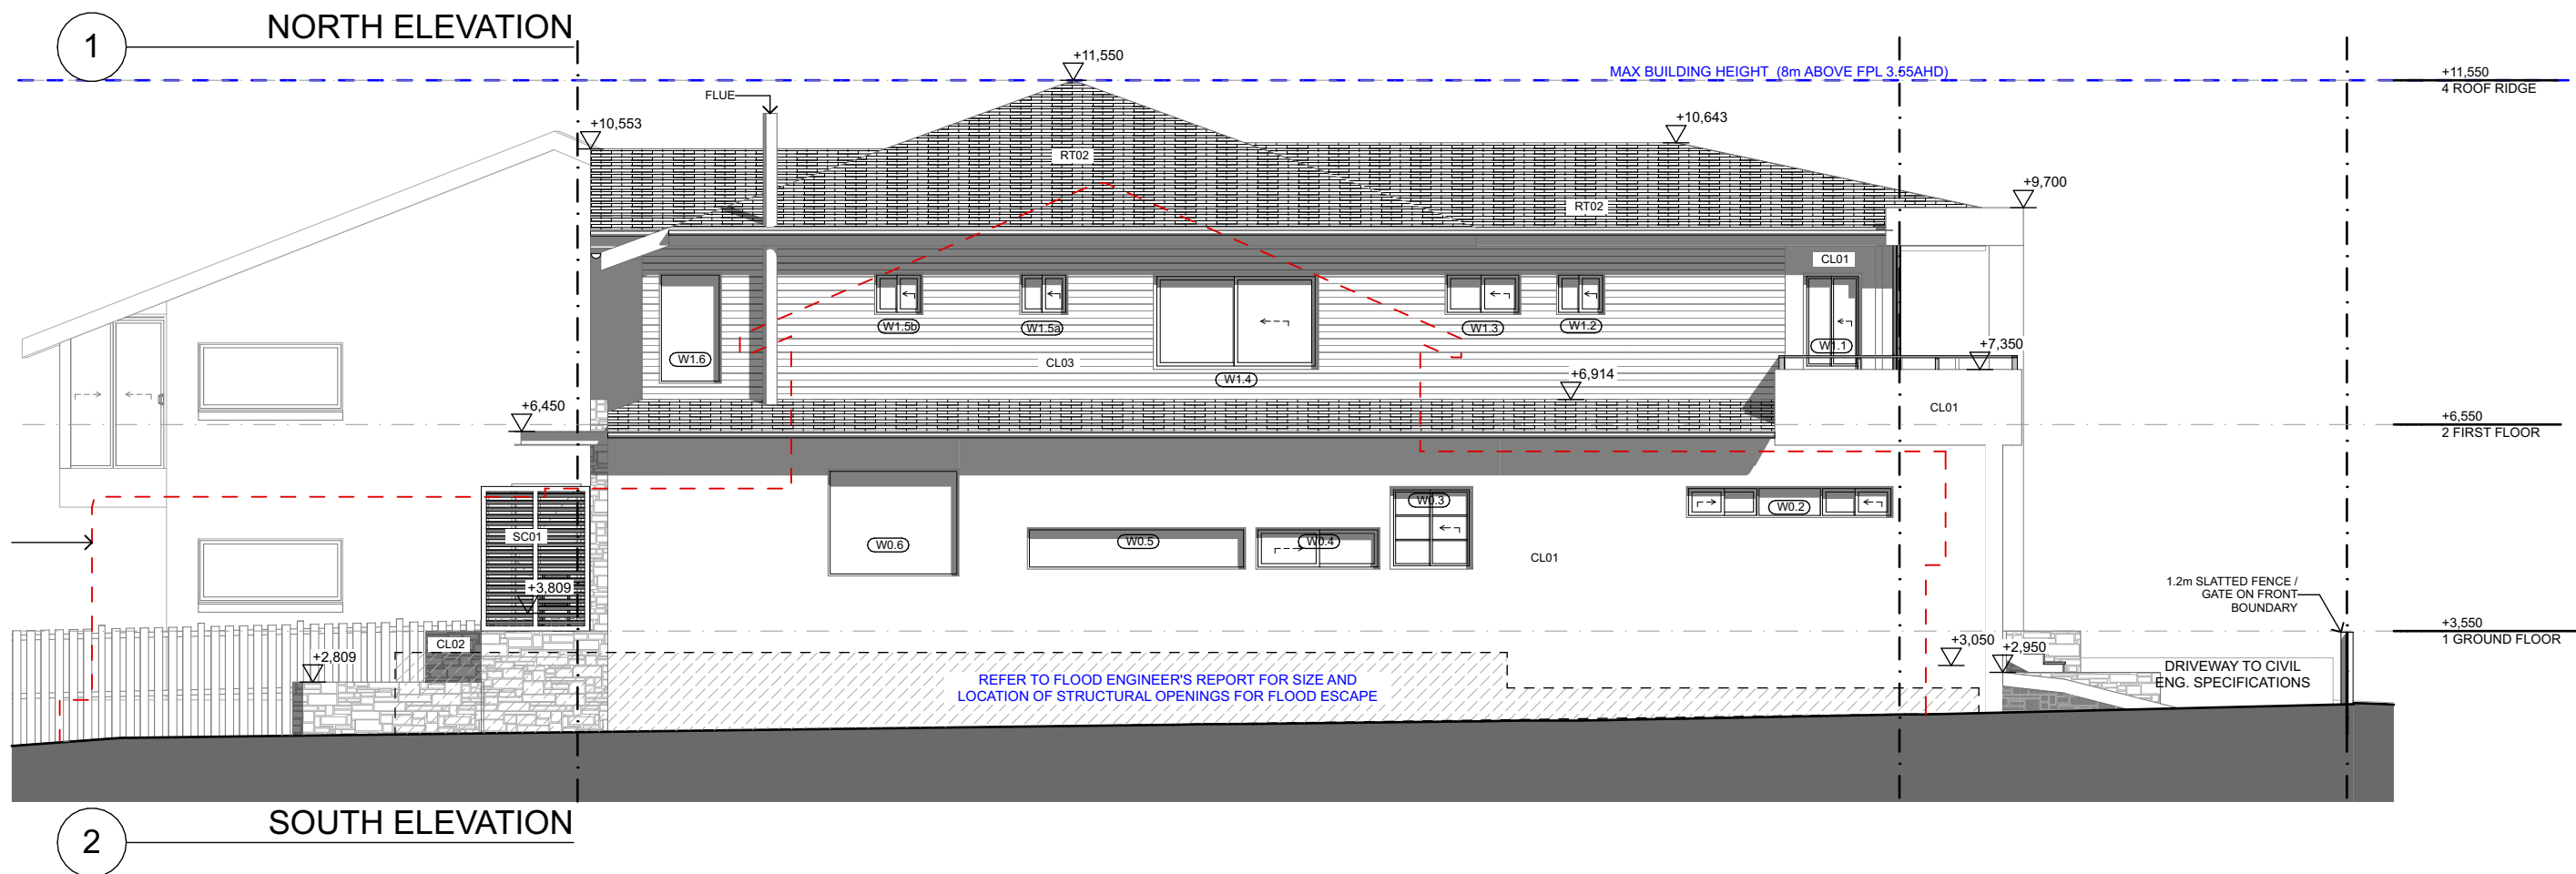 1
NORTH ELEVATION
+11,550
MAX BUILDING HEIGHT (8m ABOVE FPL 3.55AHD)
+11,550
4 ROOF RIDGE
FLUE
+10,553
+10,643
RT02
+9,700
RT02
CL01
W1.5b
W1.5a
W1.3
W1.2
W1.1
W1.6
CL03
W1.4
+7,350
+6,914
+6,450
CL01
+6,550
2 FIRST FLOOR
W0.3
W0.2
SC01
W0.6
W0.5
W0.4
CL01
+3,809
1.2m SLATTED FENCE /
GATE ON FRONT
BOUNDARY
+3,550
1 GROUND FLOOR
CL02
+2,809
+3,050
+2,950
REFER TO FLOOD ENGINEER'S REPORT FOR SIZE AND
LOCATION OF STRUCTURAL OPENINGS FOR FLOOD ESCAPE
DRIVEWAY TO CIVIL
ENG. SPECIFICATIONS
2
SOUTH ELEVATION